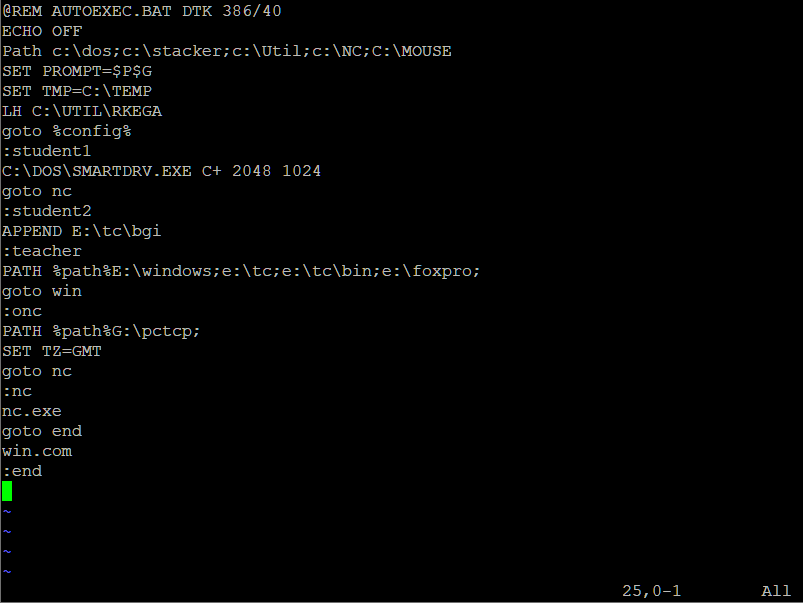 @REM AUTOEXEC.BAT DTK 386/40
ECHO OFF
Path c:\dos;c:\stacker;c:\Util;c:\NC;C:\MOUSE
SET PROMPT=$P$G
SET TMP=C:\TEMP
LH C:\UTIL\RKEGA
goto %config%
:student1
C:\DOS\SMARTDRV.EXE C+ 2048 1024
goto nc
:student2
APPEND E:\tc\bgi
:teacher
PATH %path%E:\windows;e:\tc;e:\tc\bin;e:\foxpro;
goto win
:onc
PATH %path%G:\pctcp;
SET TZ=GMT
goto nc
:nc
nc.exe
goto end
win.com
:end
~
~
~
~
25,0-1 All